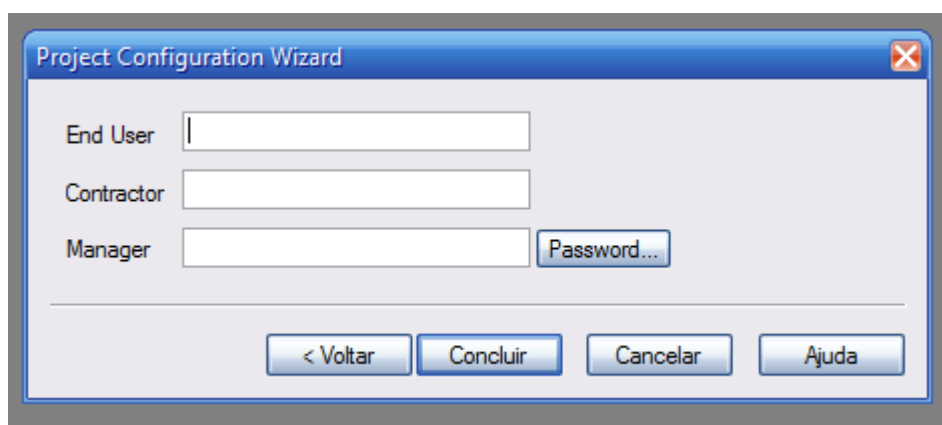 Project Configuration Wizard
End User
Contractor
Manager Password...
< Voltar Concluir Cancelar Ajuda